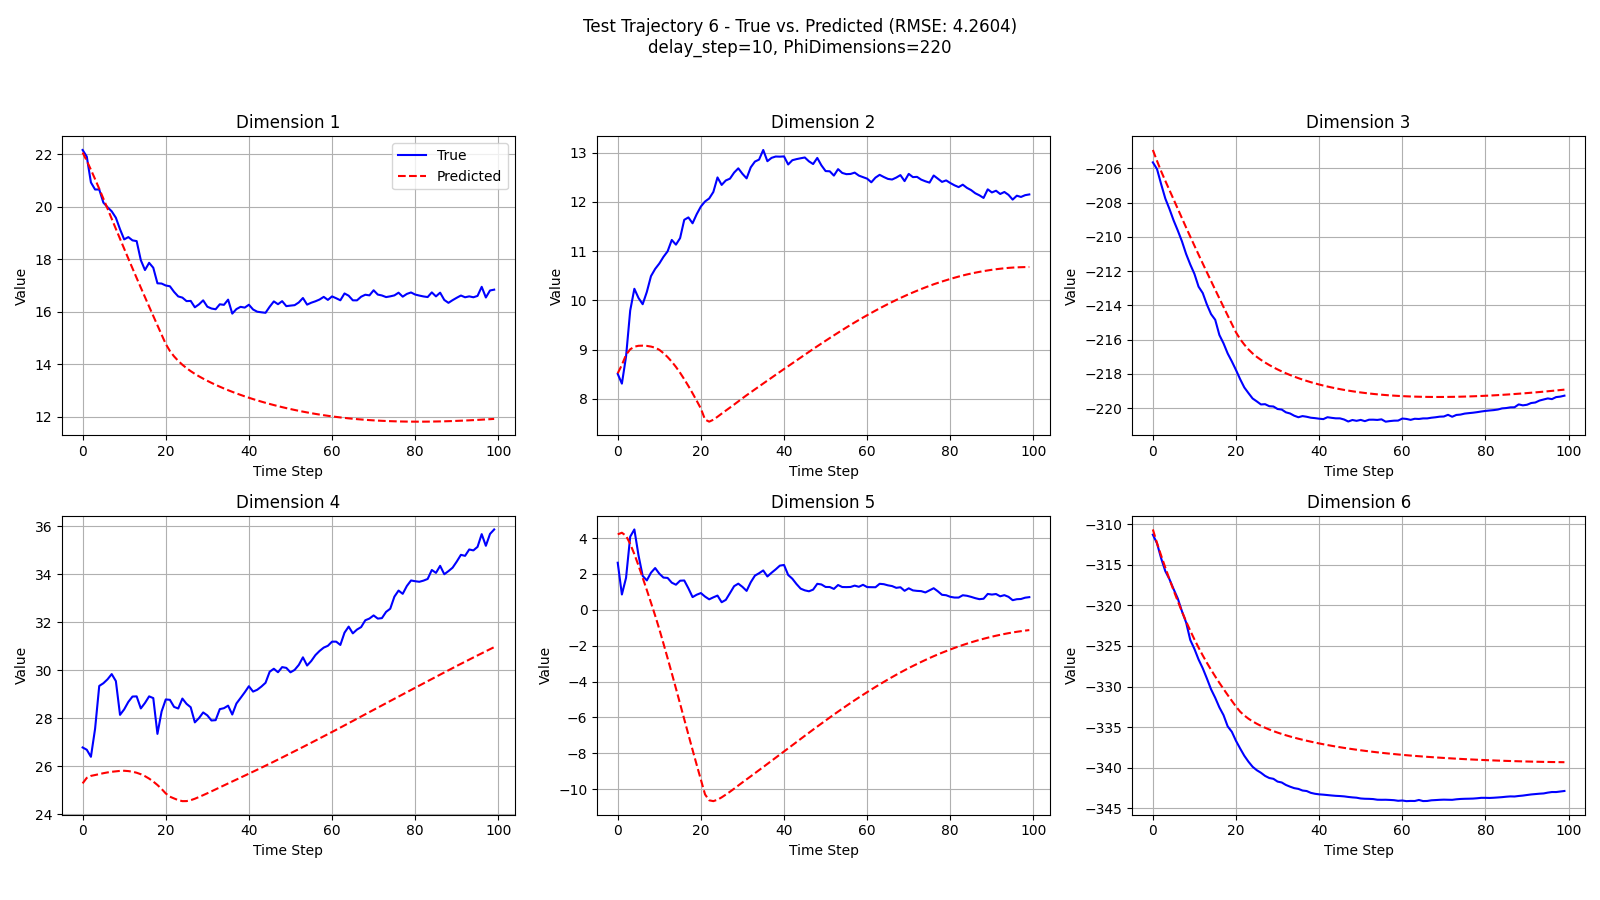 Test Trajectory 6 - True vs. Predicted (RMSE: 4.2604)
delay_step=10, PhiDimensions=220
Dimension 1
22
20
18
16
14
12
Value
0 20 40 60 80 100
Time Step
True
Predicted
Dimension 2
13
12
11
10
9
8
Value
0 20 40 60 80 100
Time Step
Dimension 3
−206
−208
−210
−212
−214
−216
−218
−220
Value
0 20 40 60 80 100
Time Step
Dimension 4
36
34
32
30
28
26
24
Value
0 20 40 60 80 100
Time Step
Dimension 5
4
2
0
−2
−4
−6
−8
−10
Value
0 20 40 60 80 100
Time Step
Dimension 6
−310
−315
−320
−325
−330
−335
−340
−345
Value
0 20 40 60 80 100
Time Step